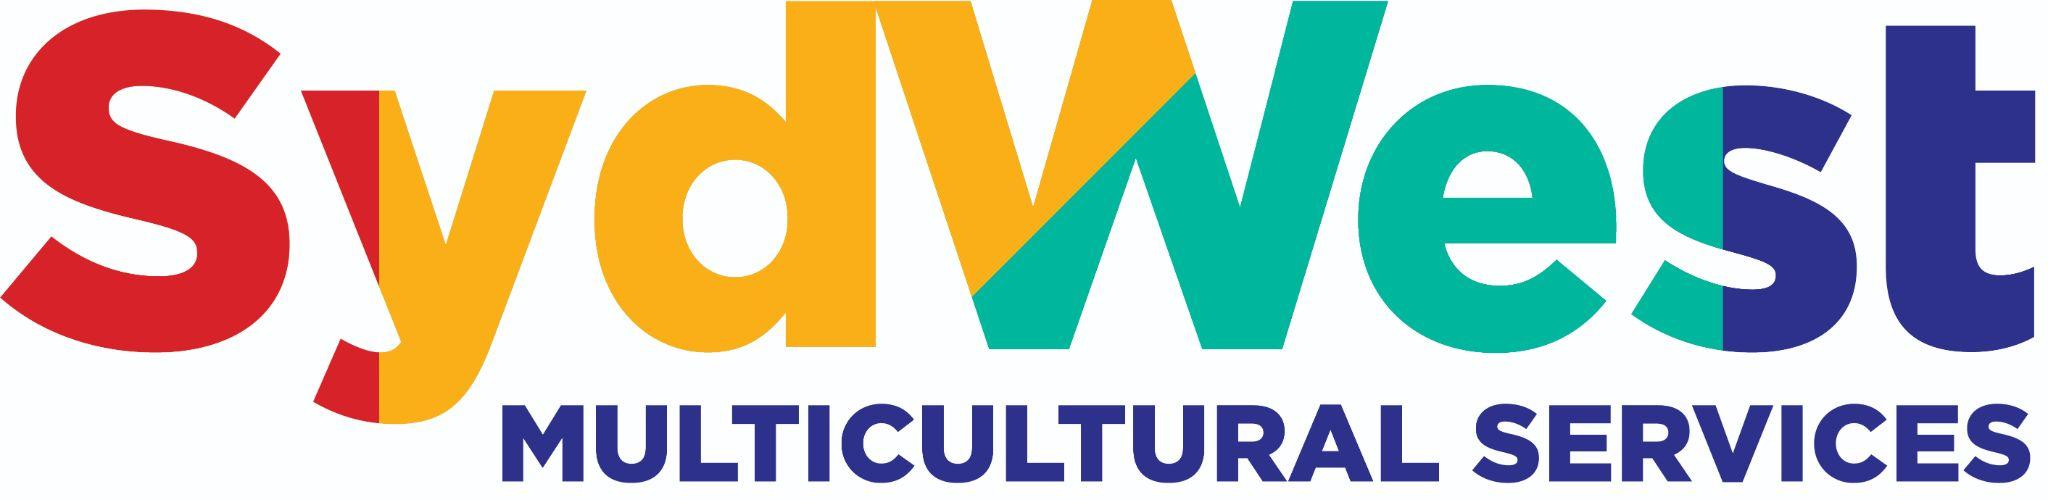 SydWest
MULTICULTURAL SERVICES